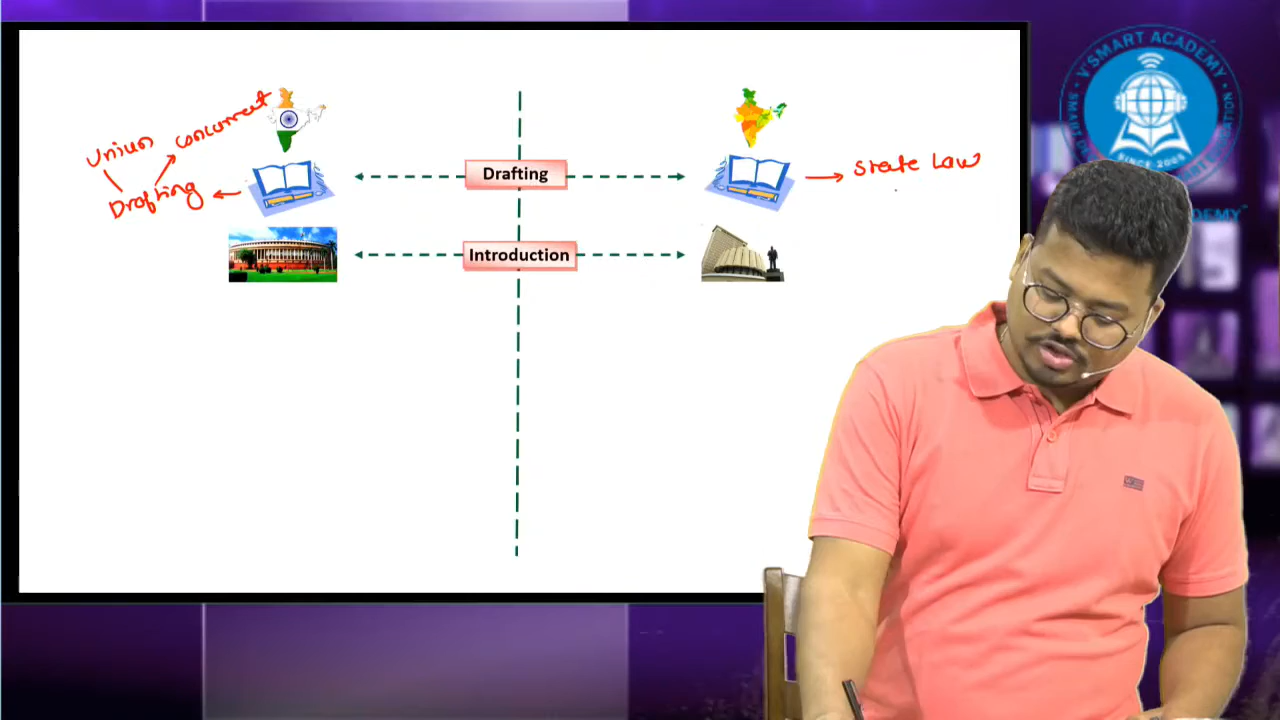 Union
concurrent
Drafting
Drafting
State Law
Introduction
V'SMART ACADEMY
SINCE 2005